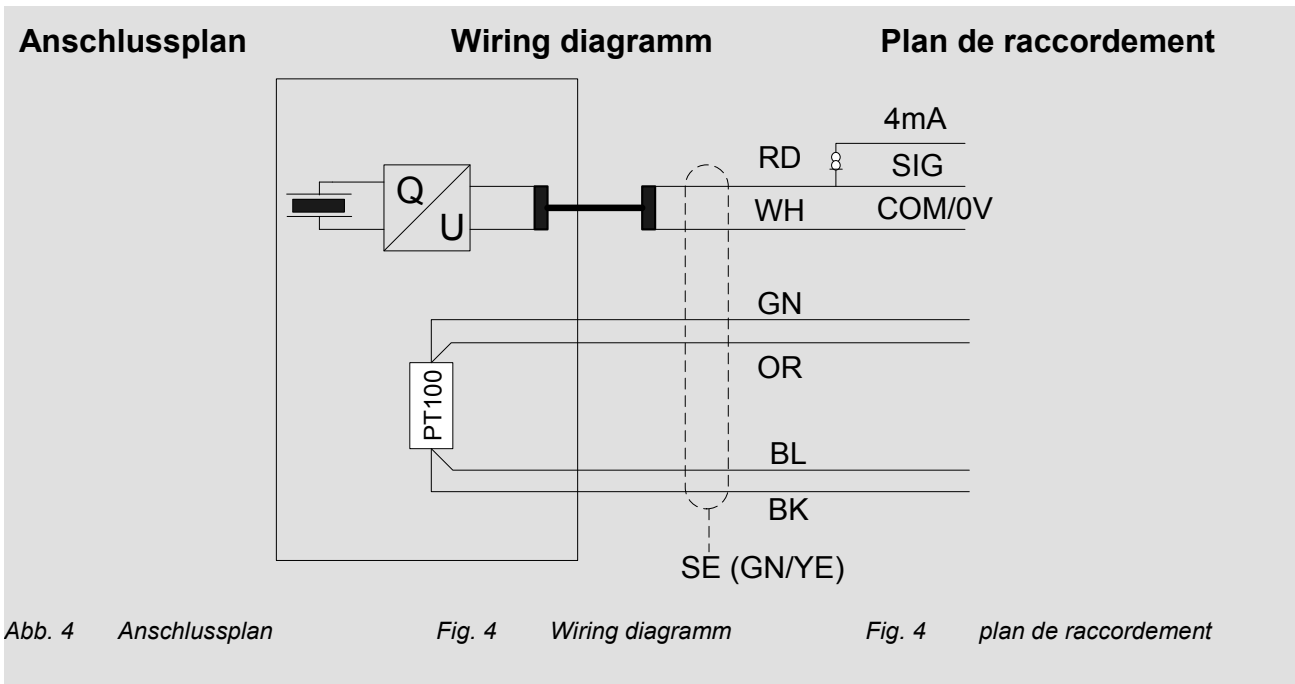 Anschlussplan Wiring diagramm Plan de raccordement
4mA
RD SIG
Q
U
WH COM/0V
GN
OR
PT100
BL
BK
SE (GN/YE)
Abb. 4 Anschlussplan Fig. 4 Wiring diagramm Fig. 4 plan de raccordement